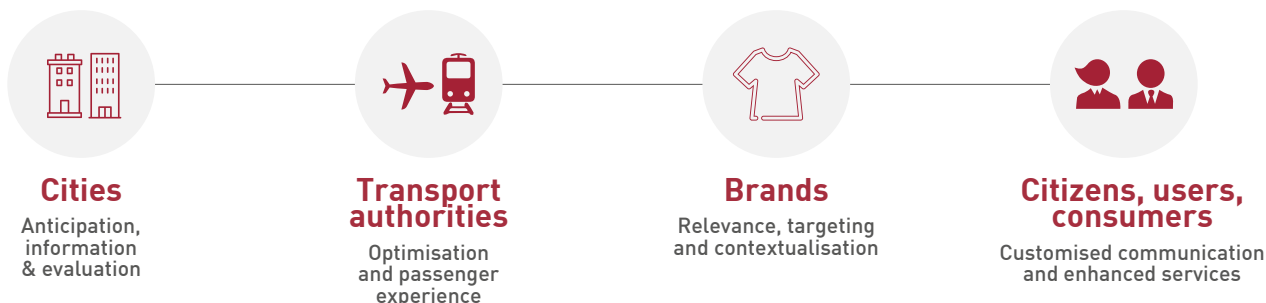 Cities
Anticipation,
information
& evaluation
Transport
authorities
Optimisation
and passenger
experience
Brands
Relevance, targeting
and contextualisation
Citizens, users,
consumers
Customised communication
and enhanced services